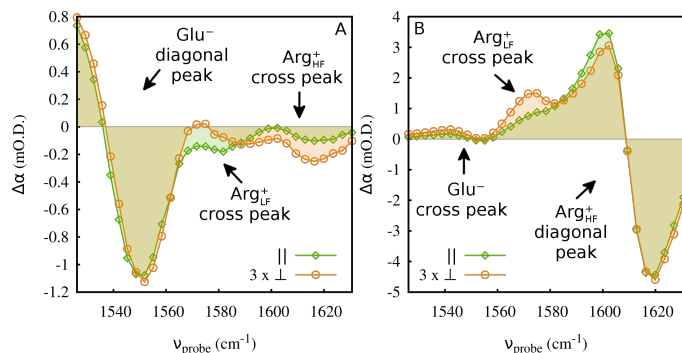 A
B
0.8
0.6
0.4
0.2
0
-0.2
-0.4
-0.6
-0.8
-1
-1.2
Δα (mO.D.)
Glu⁻
diagonal
peak
Arg⁺HF
cross peak
Arg⁺LF
cross peak
||
3 x ⊥
1540
1560
1580
1600
1620
νprobe (cm⁻¹)
4
3
2
1
0
-1
-2
-3
-4
-5
Δα (mO.D.)
Arg⁺LF
cross peak
Glu⁻
cross peak
Arg⁺HF
diagonal
peak
||
3 x ⊥
1540
1560
1580
1600
1620
νprobe (cm⁻¹)